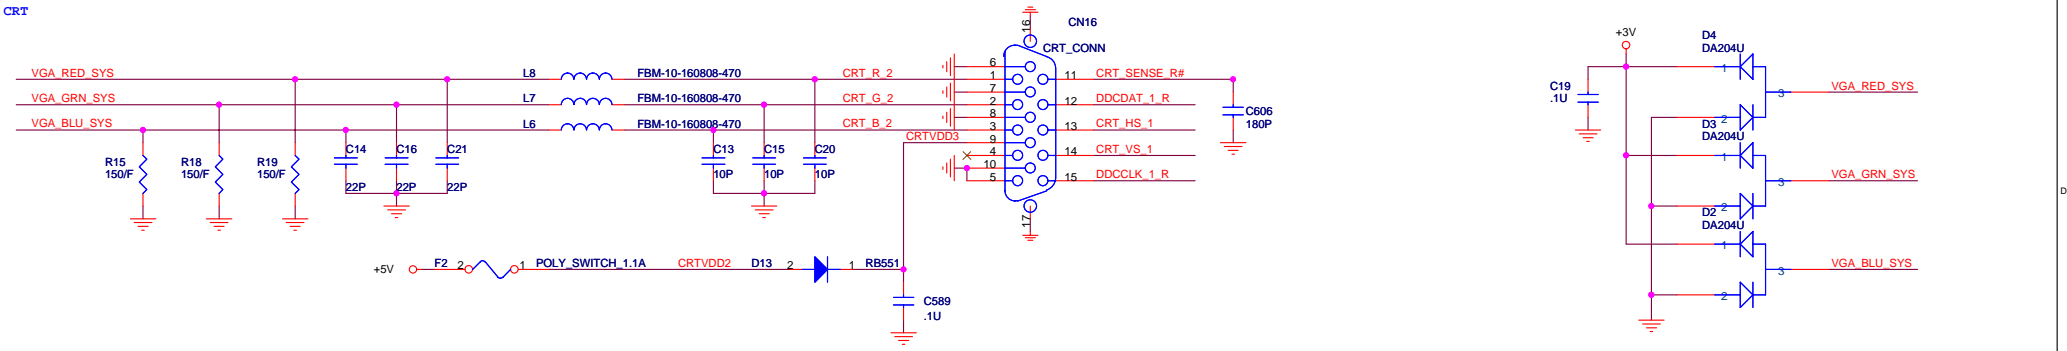 CRT
VGA_RED_SYS
VGA_GRN_SYS
VGA_BLU_SYS
R15
150/F
R18
150/F
R19
150/F
C14
22P
C16
22P
C21
22P
L8 FBM-10-160808-470
L7 FBM-10-160808-470
L6 FBM-10-160808-470
C13
10P
C15
10P
C20
10P
CRT_R_2
CRT_G_2
CRT_B_2
CRTVDD3
CN16
CRT_CONN
16
6
1
7
2
8
3
9
4
10
5
11
12
13
14
15
17
CRT_SENSE_R#
DDCDAT_1_R
CRT_HS_1
CRT_VS_1
DDCCLK_1_R
C606
180P
+5V F2 2 1 POLY_SWITCH_1.1A CRTVDD2 D13 2 1 RB551
C589
.1U
+3V
C19
.1U
D4
DA204U
1
3
2
VGA_RED_SYS
D3
DA204U
1
3
2
VGA_GRN_SYS
D2
DA204U
1
3
2
VGA_BLU_SYS
D